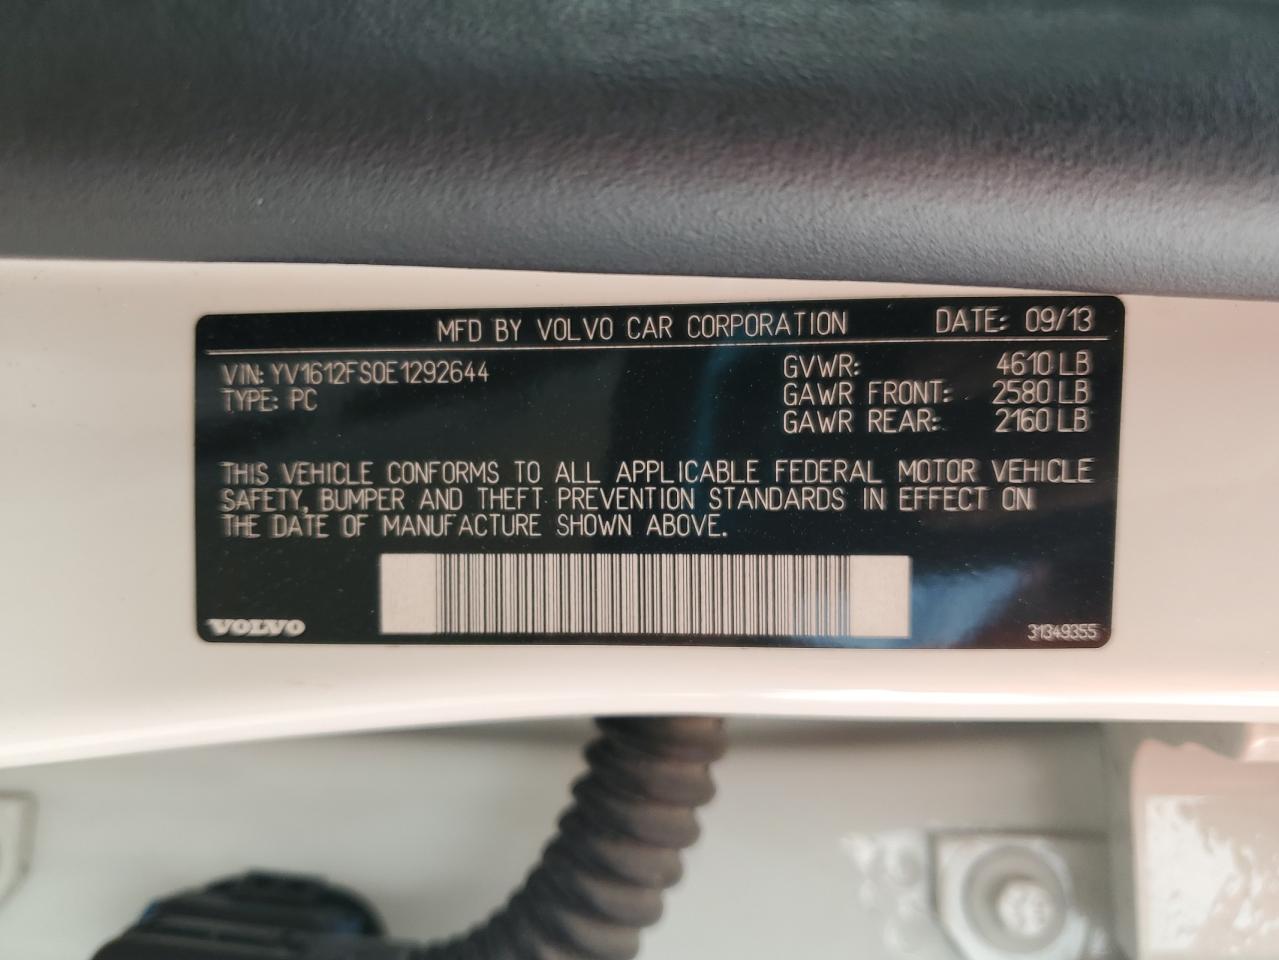 MFD BY VOLVO CAR CORPORATION DATE: 09/13
VIN: YV1612FS0E1292644 GVWR: 4610 LB
TYPE: PC GAWR FRONT: 2580 LB
GAWR REAR: 2160 LB
THIS VEHICLE CONFORMS TO ALL APPLICABLE FEDERAL MOTOR VEHICLE
SAFETY, BUMPER AND THEFT PREVENTION STANDARDS IN EFFECT ON
THE DATE OF MANUFACTURE SHOWN ABOVE.
VOLVO 31349355